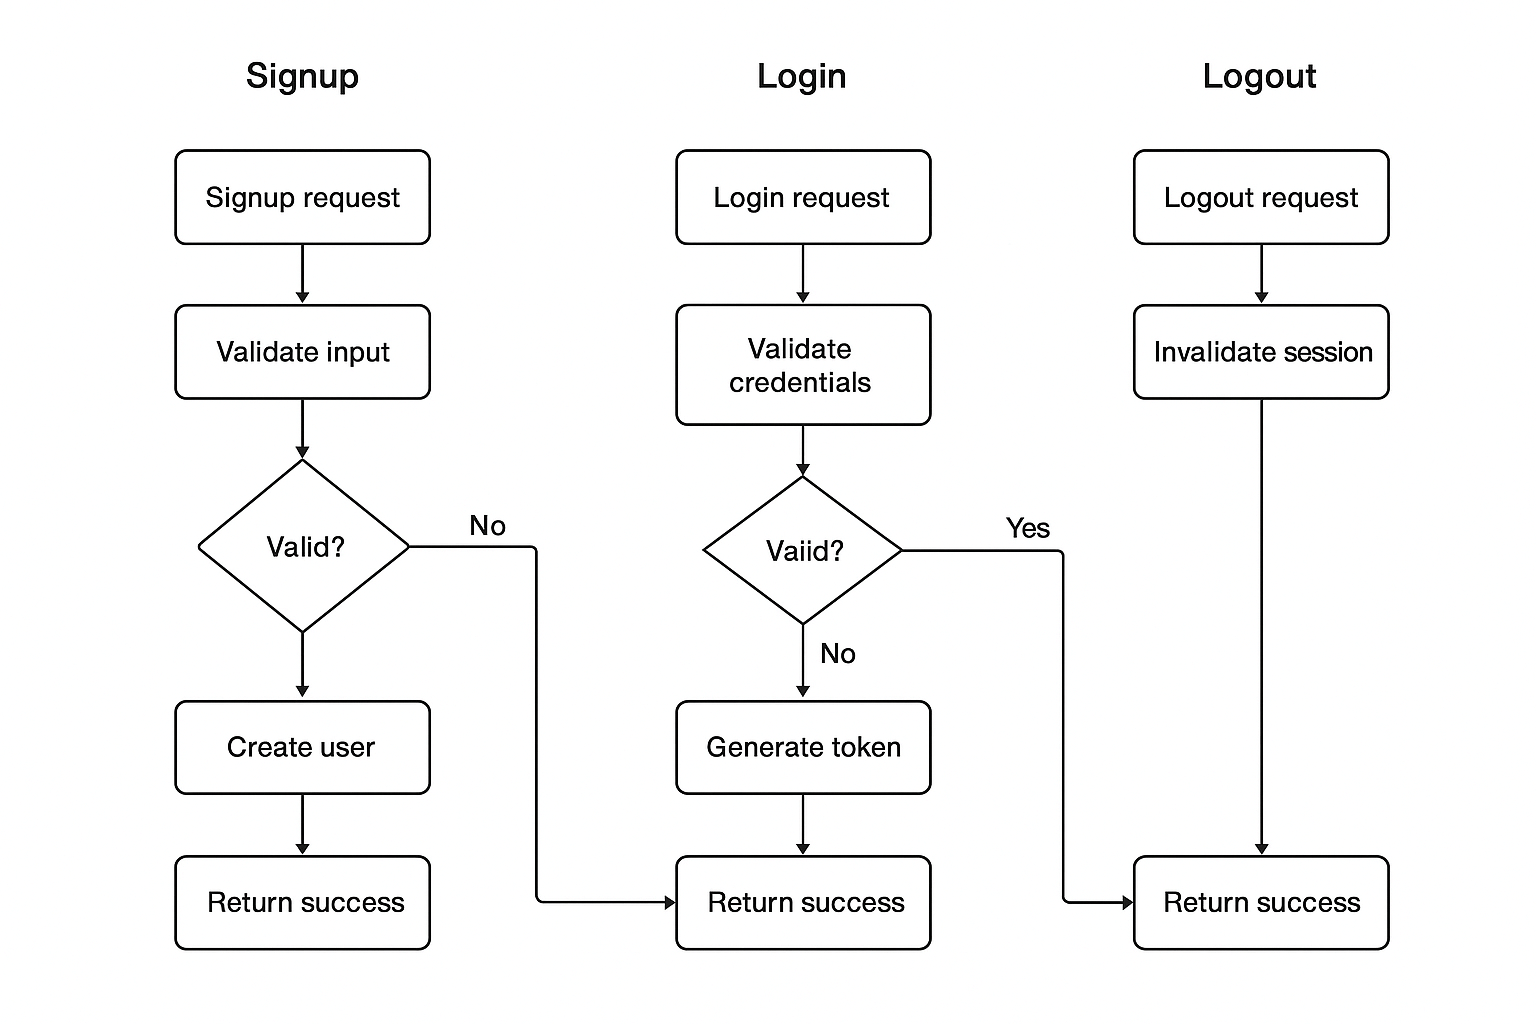 Signup
Login
Logout
Signup request
Login request
Logout request
Validate input
Validate
credentials
Invalidate session
Valid?
No
Vaiid?
Yes
No
Create user
Generate token
Return success
Return success
Return success